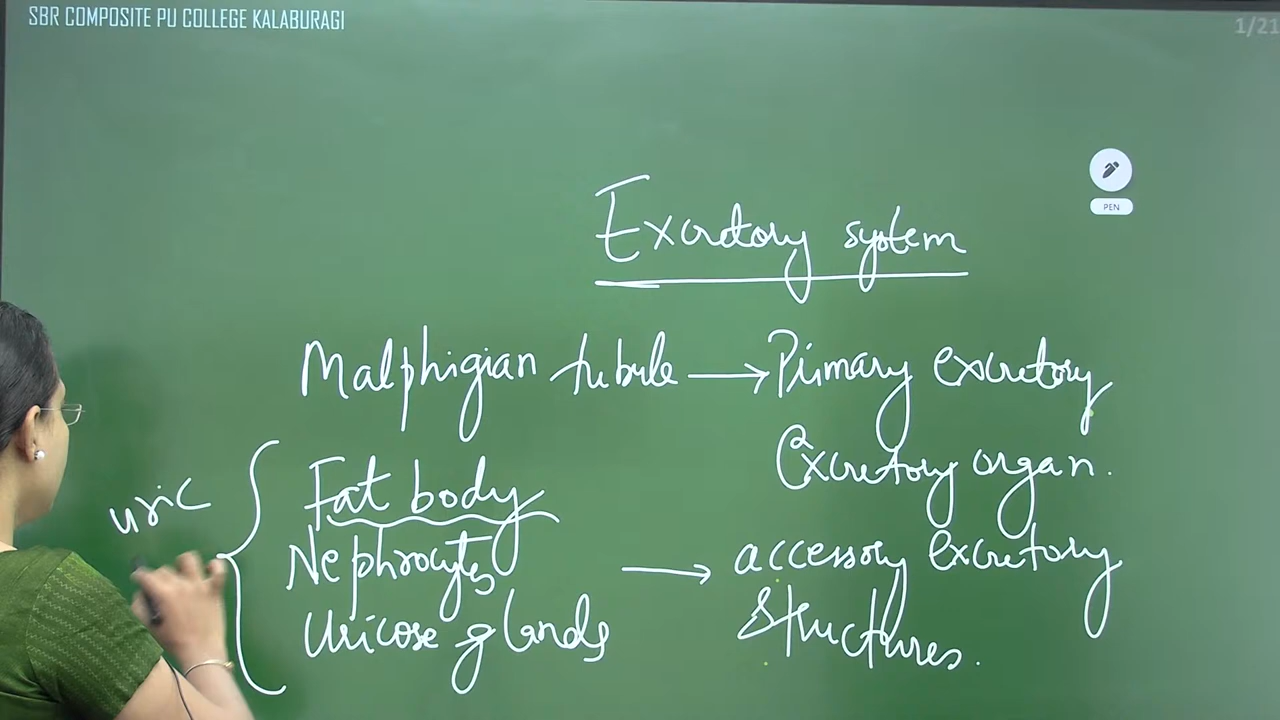 SBR COMPOSITE PU COLLEGE KALABURAGI
1/21
PEN
Excretory system
Malphigian tubule → Primary excretory
Excretory organ.
uric { Fat body
Nephrocytes → accessory excretory
Uricose glands structures.